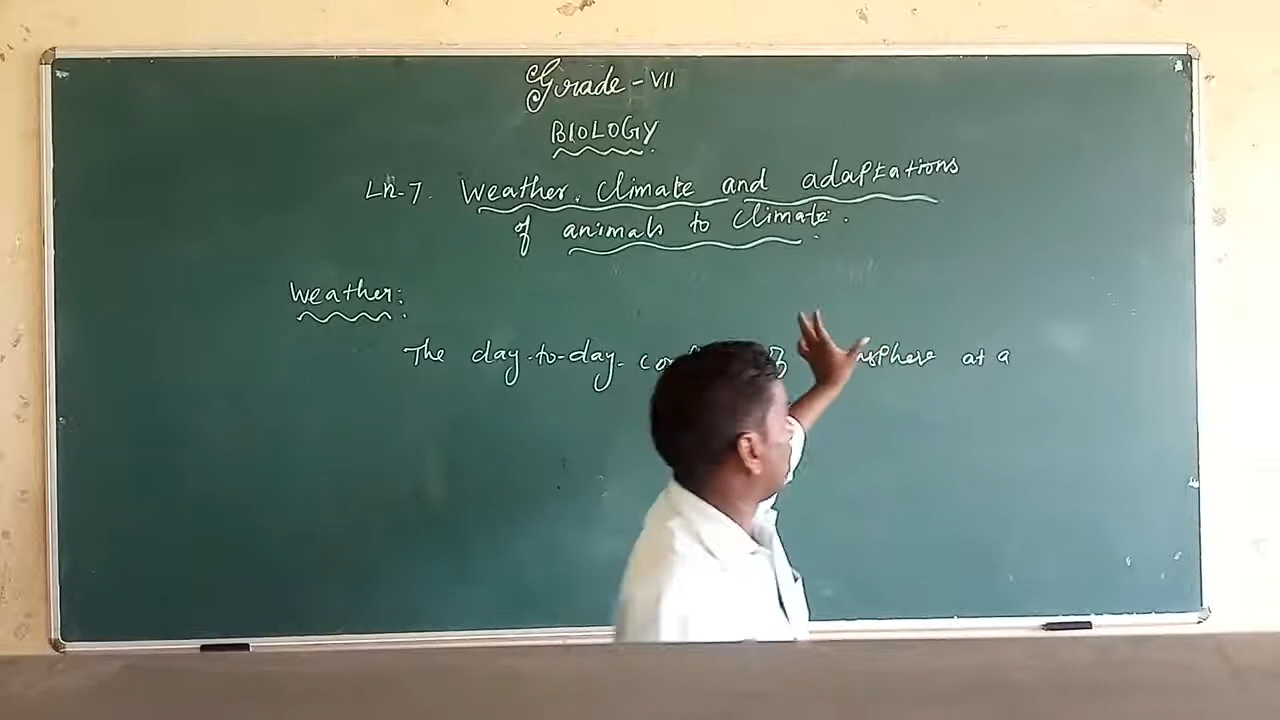 Grade - VII
BIOLOGY
Ln-7. Weather, Climate and adaptations
of animals to climate.
Weather:
The day-to-day at a